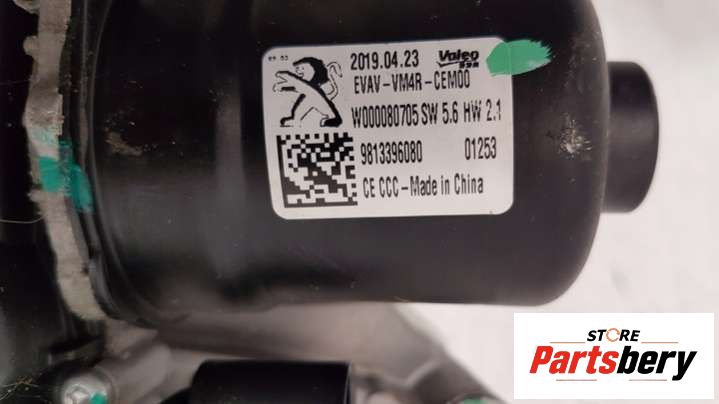 2019.04.23 Valeo
EVAV-VM4R-CEM00
W000080705 SW 5.6 HW 2.1
9813396080 01253
CE CCC-Made in China
STORE
Partsbery